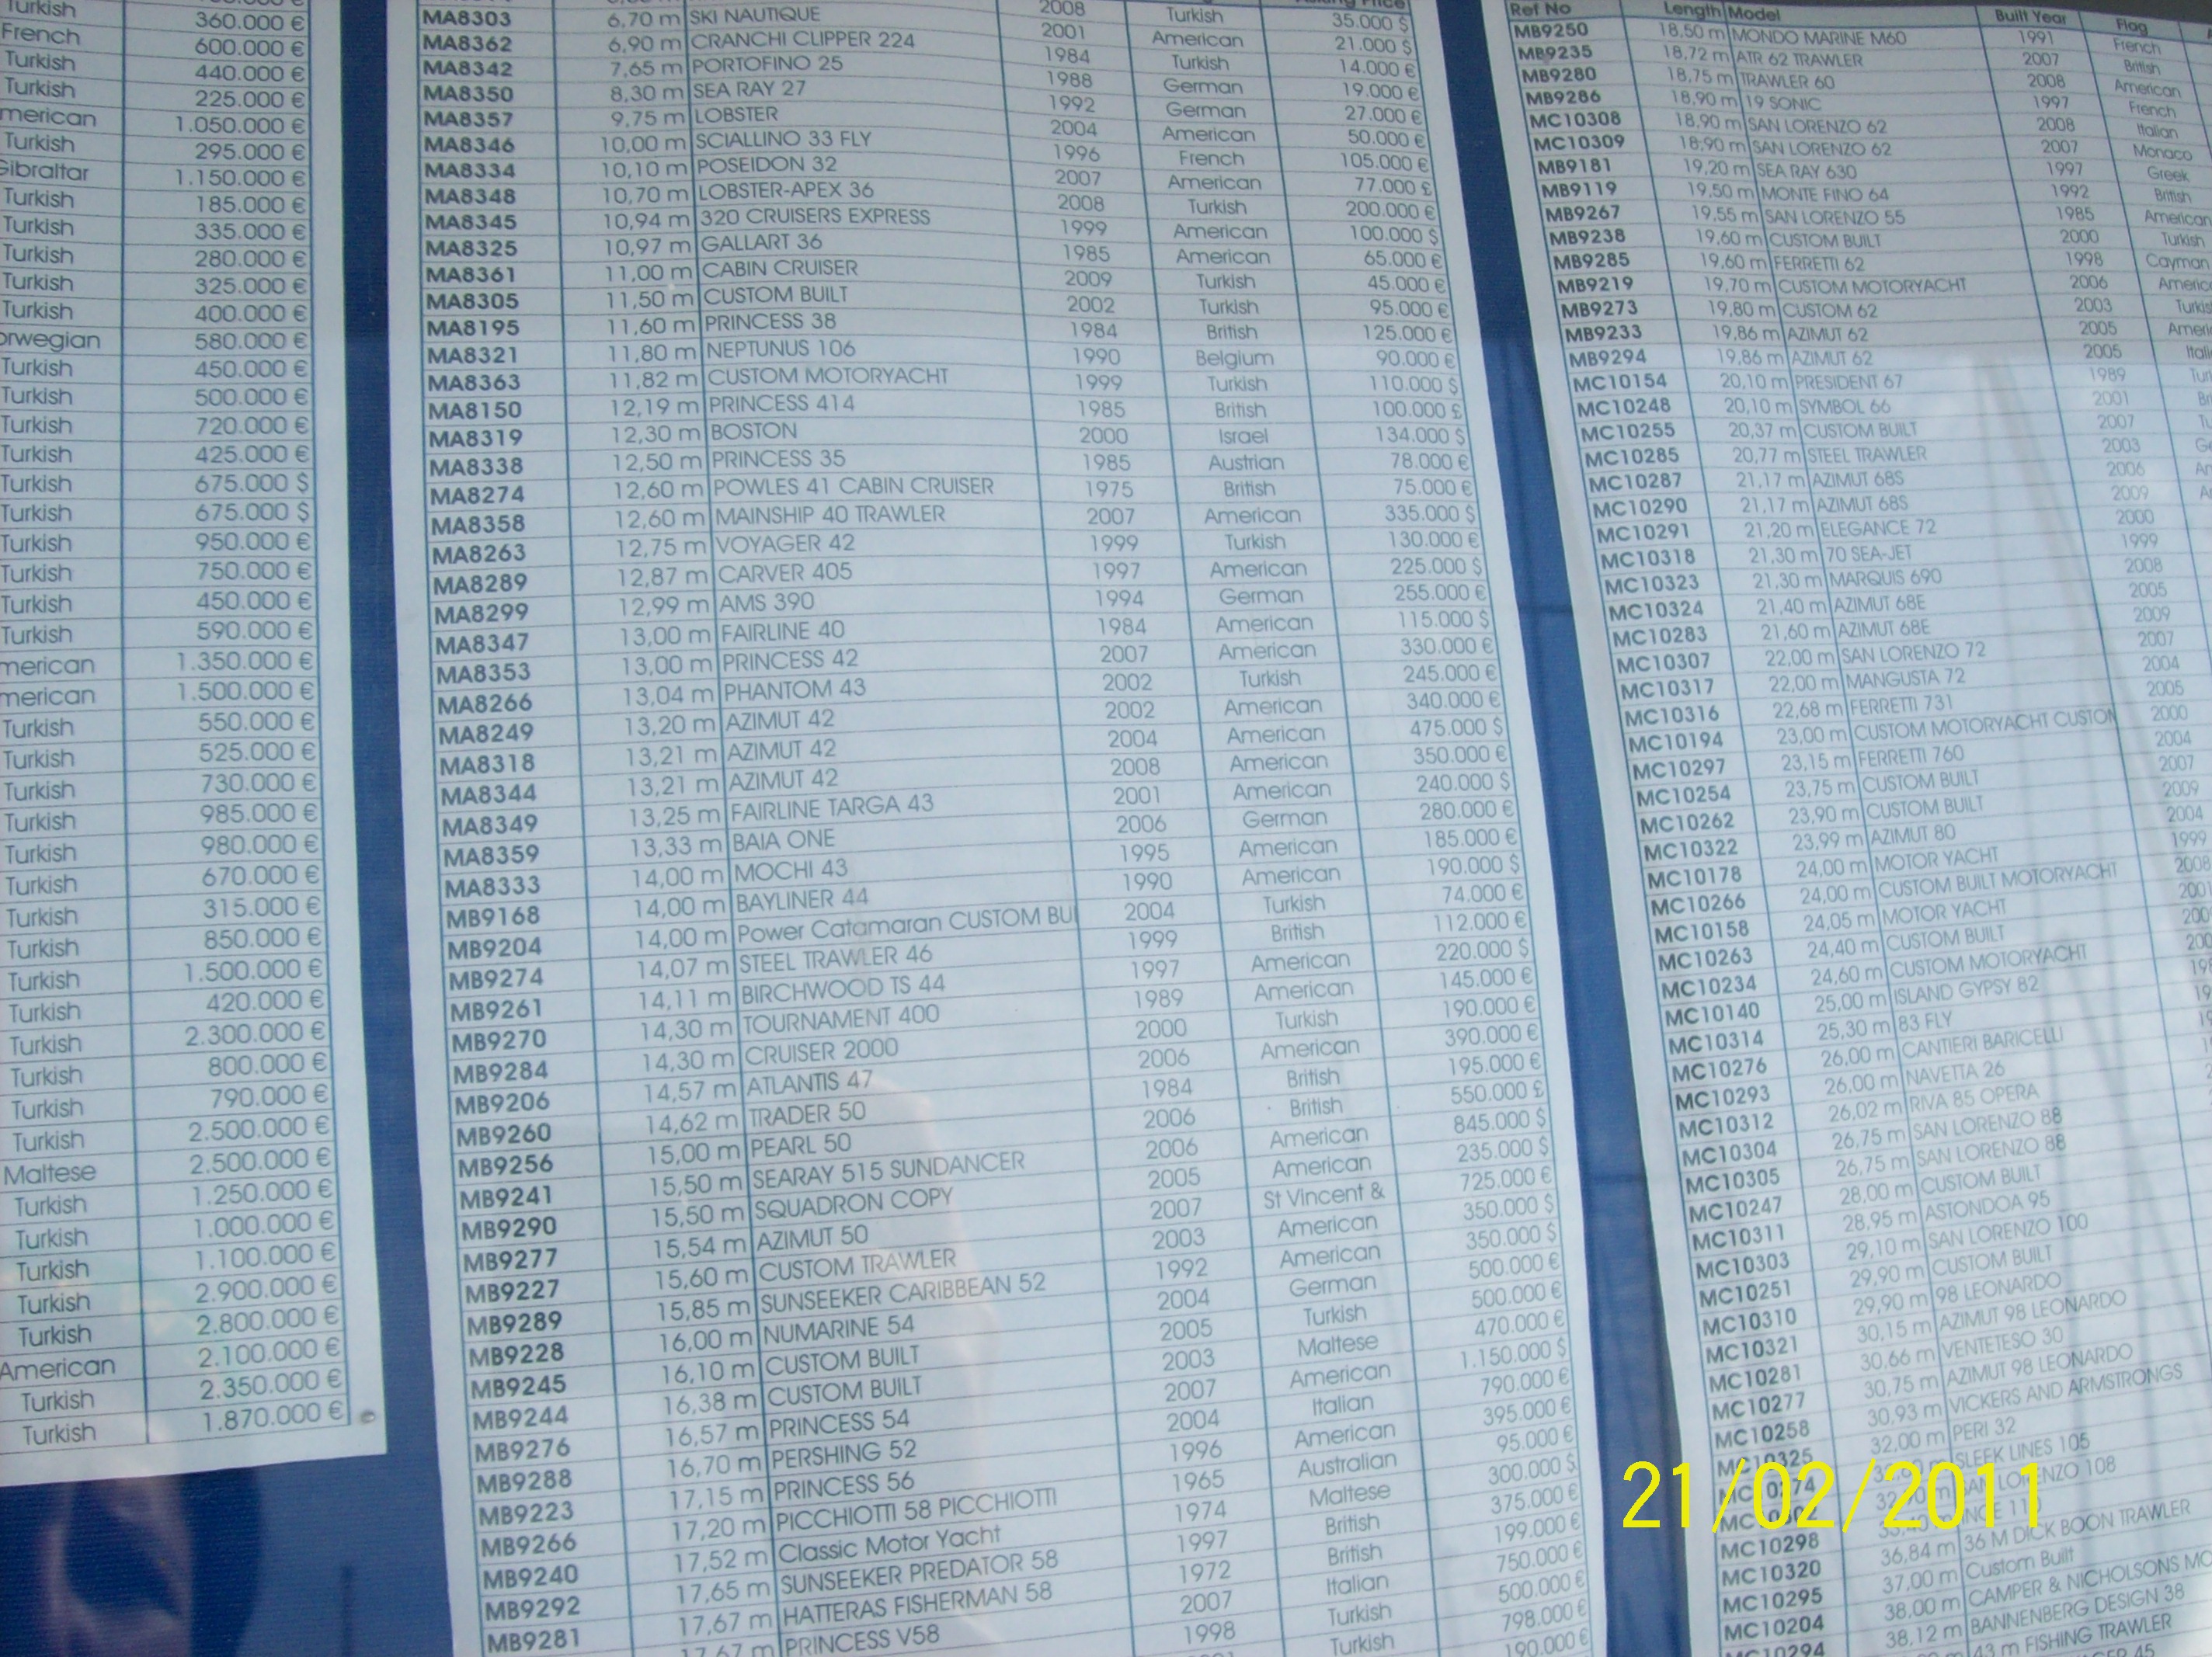 Turkish
French
Turkish
Turkish
merican
Turkish
Gibraltar
Turkish
Turkish
Turkish
Turkish
Turkish
orwegian
Turkish
Turkish
Turkish
Turkish
Turkish
Turkish
Turkish
Turkish
Turkish
Turkish
merican
merican
Turkish
Turkish
Turkish
Turkish
Turkish
Turkish
Turkish
Turkish
Turkish
Turkish
Turkish
Turkish
Turkish
Turkish
Maltese
Turkish
Turkish
Turkish
Turkish
Turkish
American
Turkish
Turkish
360.000 €
600.000 €
440.000 €
225.000 €
1.050.000 €
295.000 €
1.150.000 €
185.000 €
335.000 €
280.000 €
325.000 €
400.000 €
580.000 €
450.000 €
500.000 €
720.000 €
425.000 €
675.000 $
675.000 $
950.000 €
750.000 €
450.000 €
590.000 €
1.350.000 €
1.500.000 €
550.000 €
525.000 €
730.000 €
985.000 €
980.000 €
670.000 €
315.000 €
850.000 €
1.500.000 €
420.000 €
2.300.000 €
800.000 €
790.000 €
2.500.000 €
2.500.000 €
1.250.000 €
1.000.000 €
1.100.000 €
2.900.000 €
2.800.000 €
2.100.000 €
2.350.000 €
1.870.000 €
MA8303
MA8362
MA8342
MA8350
MA8357
MA8346
MA8334
MA8348
MA8345
MA8325
MA8361
MA8305
MA8195
MA8321
MA8363
MA8150
MA8319
MA8338
MA8274
MA8358
MA8263
MA8289
MA8299
MA8347
MA8353
MA8266
MA8249
MA8318
MA8344
MA8349
MA8359
MA8333
MB9168
MB9204
MB9274
MB9261
MB9270
MB9284
MB9206
MB9260
MB9256
MB9241
MB9290
MB9277
MB9227
MB9289
MB9228
MB9245
MB9244
MB9276
MB9288
MB9223
MB9266
MB9240
MB9292
MB9281
6,70 m SKI NAUTIQUE
6,90 m CRANCHI CLIPPER 224
7,65 m PORTOFINO 25
8,30 m SEA RAY 27
9,75 m LOBSTER
10,00 m SCIALLINO 33 FLY
10,10 m POSEIDON 32
10,70 m LOBSTER-APEX 36
10,94 m 320 CRUISERS EXPRESS
10,97 m GALLART 36
11,00 m CABIN CRUISER
11,50 m CUSTOM BUILT
11,60 m PRINCESS 38
11,80 m NEPTUNUS 106
11,82 m CUSTOM MOTORYACHT
12,19 m PRINCESS 414
12,30 m BOSTON
12,50 m PRINCESS 35
12,60 m POWLES 41 CABIN CRUISER
12,60 m MAINSHIP 40 TRAWLER
12,75 m VOYAGER 42
12,87 m CARVER 405
12,99 m AMS 390
13,00 m FAIRLINE 40
13,00 m PRINCESS 42
13,04 m PHANTOM 43
13,20 m AZIMUT 42
13,21 m AZIMUT 42
13,21 m AZIMUT 42
13,25 m FAIRLINE TARGA 43
13,33 m BAIA ONE
14,00 m MOCHI 43
14,00 m BAYLINER 44
14,00 m Power Catamaran CUSTOM BU
14,07 m STEEL TRAWLER 46
14,11 m BIRCHWOOD TS 44
14,30 m TOURNAMENT 400
14,30 m CRUISER 2000
14,57 m ATLANTIS 47
14,62 m TRADER 50
15,00 m PEARL 50
15,50 m SEARAY 515 SUNDANCER
15,50 m SQUADRON COPY
15,54 m AZIMUT 50
15,60 m CUSTOM TRAWLER
15,85 m SUNSEEKER CARIBBEAN 52
16,00 m NUMARINE 54
16,10 m CUSTOM BUILT
16,38 m CUSTOM BUILT
16,57 m PRINCESS 54
16,70 m PERSHING 52
17,15 m PRINCESS 56
17,20 m PICCHIOTTI 58 PICCHIOTTI
17,52 m Classic Motor Yacht
17,65 m SUNSEEKER PREDATOR 58
17,67 m HATTERAS FISHERMAN 58
17,67 m PRINCESS V58
2008
2001
1984
1988
1992
2004
1996
2007
2008
1999
1985
2009
2002
1984
1990
1999
1985
2000
1985
1975
2007
1999
1997
1994
1984
2007
2002
2002
2004
2008
2001
2006
1995
1990
2004
1999
1997
1989
2000
2006
1984
2006
2006
2005
2007
2003
1992
2004
2005
2003
2007
2004
1996
1965
1974
1997
1972
2007
1998
Turkish
American
Turkish
German
German
American
French
American
Turkish
American
American
Turkish
Turkish
British
Belgium
Turkish
British
Israel
Austrian
British
American
Turkish
American
German
American
American
Turkish
American
American
American
American
German
American
American
Turkish
British
American
American
Turkish
American
British
British
American
American
St Vincent &
American
American
German
Turkish
Maltese
American
Italian
American
Australian
Maltese
British
British
Italian
Turkish
Turkish
35.000 $
21.000 $
14.000 €
19.000 €
27.000 €
50.000 €
105.000 €
77.000 £
200.000 €
100.000 $
65.000 €
45.000 €
95.000 €
125.000 €
90.000 €
110.000 $
100.000 £
134.000 $
78.000 €
75.000 €
335.000 $
130.000 €
225.000 $
255.000 €
115.000 $
330.000 €
245.000 €
340.000 €
475.000 $
350.000 €
240.000 $
280.000 €
185.000 €
190.000 $
74.000 €
112.000 €
220.000 $
145.000 €
190.000 €
390.000 €
195.000 €
550.000 £
845.000 $
235.000 $
725.000 €
350.000 $
350.000 $
500.000 €
500.000 €
470.000 €
1.150.000 $
790.000 €
395.000 €
95.000 €
300.000 $
375.000 €
199.000 €
750.000 €
500.000 €
798.000 €
190.000 €
Ref No
MB9250
MB9235
MB9280
MB9286
MC10308
MC10309
MB9181
MB9119
MB9267
MB9238
MB9285
MB9219
MB9273
MB9233
MB9294
MC10154
MC10248
MC10255
MC10285
MC10287
MC10290
MC10291
MC10318
MC10323
MC10324
MC10283
MC10307
MC10317
MC10316
MC10194
MC10297
MC10254
MC10262
MC10322
MC10178
MC10266
MC10158
MC10263
MC10234
MC10140
MC10314
MC10276
MC10293
MC10312
MC10304
MC10305
MC10247
MC10311
MC10303
MC10251
MC10310
MC10321
MC10281
MC10277
MC10258
MC10325
MC10298
MC10320
MC10295
MC10204
MC10294
Length Model
18,50 m MONDO MARINE M60
18,72 m ATR 62 TRAWLER
18,75 m TRAWLER 60
18,90 m 19 SONIC
18,90 m SAN LORENZO 62
18,90 m SAN LORENZO 62
19,20 m SEA RAY 630
19,50 m MONTE FINO 64
19,55 m SAN LORENZO 55
19,60 m CUSTOM BUILT
19,60 m FERRETTI 62
19,70 m CUSTOM MOTORYACHT
19,80 m CUSTOM 62
19,86 m AZIMUT 62
19,86 m AZIMUT 62
20,10 m PRESIDENT 67
20,10 m SYMBOL 66
20,37 m CUSTOM BUILT
20,77 m STEEL TRAWLER
21,17 m AZIMUT 68S
21,17 m AZIMUT 68S
21,20 m ELEGANCE 72
21,30 m 70 SEA-JET
21,30 m MARQUIS 690
21,40 m AZIMUT 68E
21,60 m AZIMUT 68E
22,00 m SAN LORENZO 72
22,00 m MANGUSTA 72
22,68 m FERRETTI 731
23,00 m CUSTOM MOTORYACHT CUSTOM
23,15 m FERRETTI 760
23,75 m CUSTOM BUILT
23,90 m CUSTOM BUILT
23,99 m AZIMUT 80
24,00 m MOTOR YACHT
24,00 m CUSTOM BUILT MOTORYACHT
24,05 m MOTOR YACHT
24,40 m CUSTOM BUILT
24,60 m CUSTOM MOTORYACHT
25,00 m ISLAND GYPSY 82
25,30 m 83 FLY
26,00 m CANTIERI BARICELLI
26,00 m NAVETTA 26
26,02 m RIVA 85 OPERA
26,75 m SAN LORENZO 88
26,75 m SAN LORENZO 88
28,00 m CUSTOM BUILT
28,95 m ASTONDOA 95
29,10 m SAN LORENZO 100
29,90 m CUSTOM BUILT
29,90 m 98 LEONARDO
30,15 m AZIMUT 98 LEONARDO
30,66 m VENTETESO 30
30,75 m AZIMUT 98 LEONARDO
30,93 m VICKERS AND ARMSTRONGS
32,00 m PERI 32
SLEEK LINES 105
SAN LORENZO 108
36,84 m 36 M DICK BOON TRAWLER
37,00 m Custom Built
38,00 m CAMPER & NICHOLSONS MO
38,12 m BANNENBERG DESIGN 38
43 m FISHING TRAWLER
Built Year
1991
2007
2008
1997
2008
2007
1997
1992
1985
2000
1998
2006
2003
2005
2005
1989
2001
2007
2003
2006
2009
2000
1999
2008
2005
2009
2007
2004
2005
2000
2004
2007
2009
2004
1999
2008
Flag
French
British
American
French
Italian
Monaco
Greek
British
American
Turkish
Cayman
Americ
Turkis
Ameri
Itali
21/02/2011